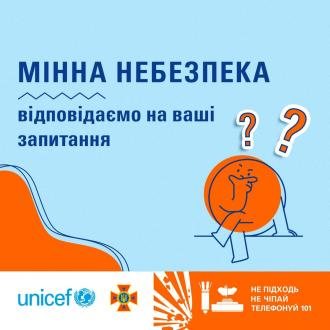 МІННА НЕБЕЗПЕКА
відповідаємо на ваші
запитання
? ?
unicef
НЕ ПІДХОДЬ
НЕ ЧІПАЙ
ТЕЛЕФОНУЙ 101